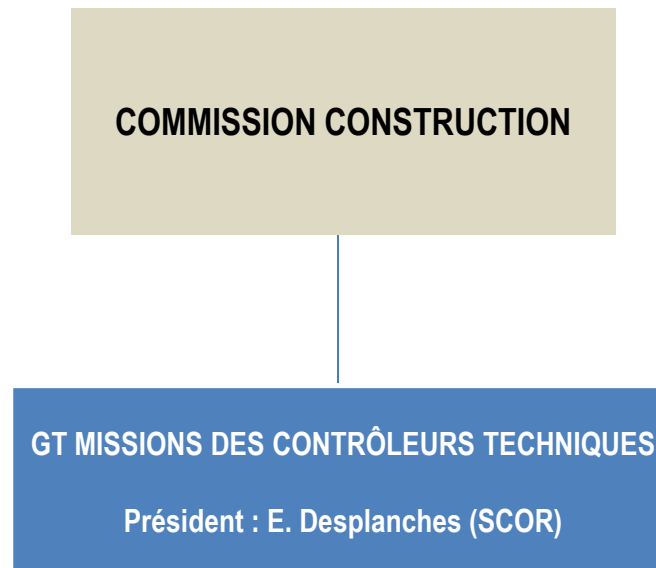 COMMISSION CONSTRUCTION
GT MISSIONS DES CONTRÔLEURS TECHNIQUES
Président : E. Desplanches (SCOR)